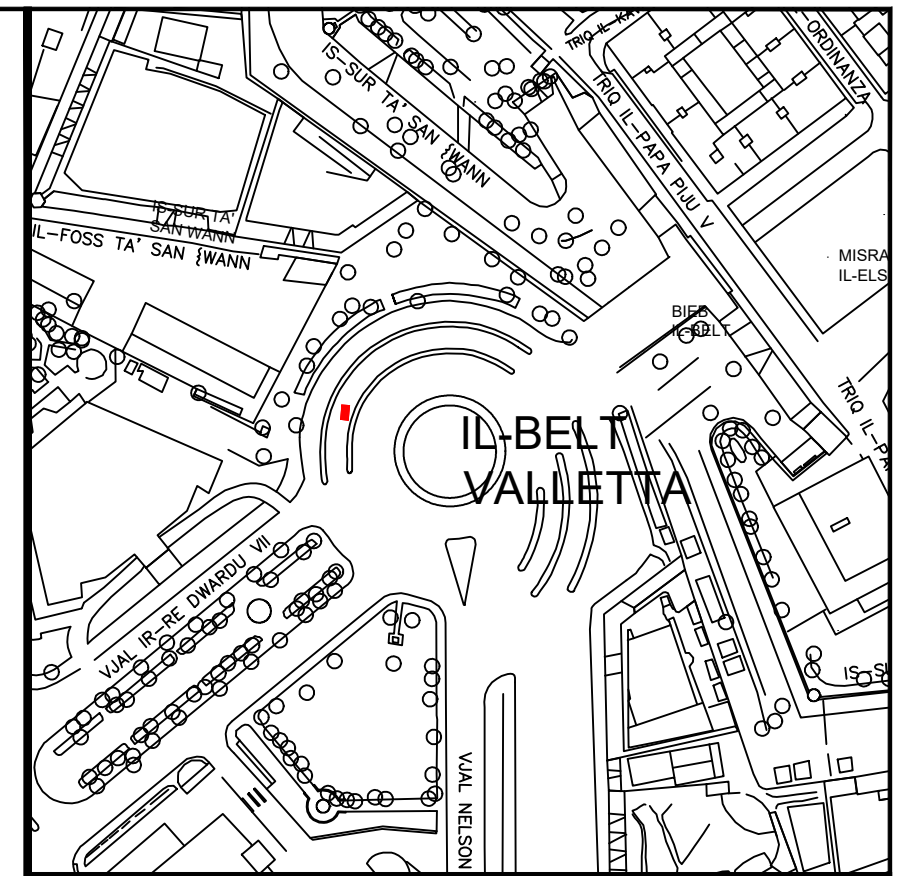 TRIQ IL-KA
ORDINANZA
IS-SUR TA' SAN {WANN
TRIQ IL-PAPA PIJU V
IS-SUR TA'
SAN WANN
IL-FOSS TA' SAN {WANN
MISRA
IL-ELS
BIEB
IL-BELT
TRIQ IL-PA
IL-BELT
VALLETTA
VJAL IR-RE DWARDU VII
IS-SU
VJAL NELSON